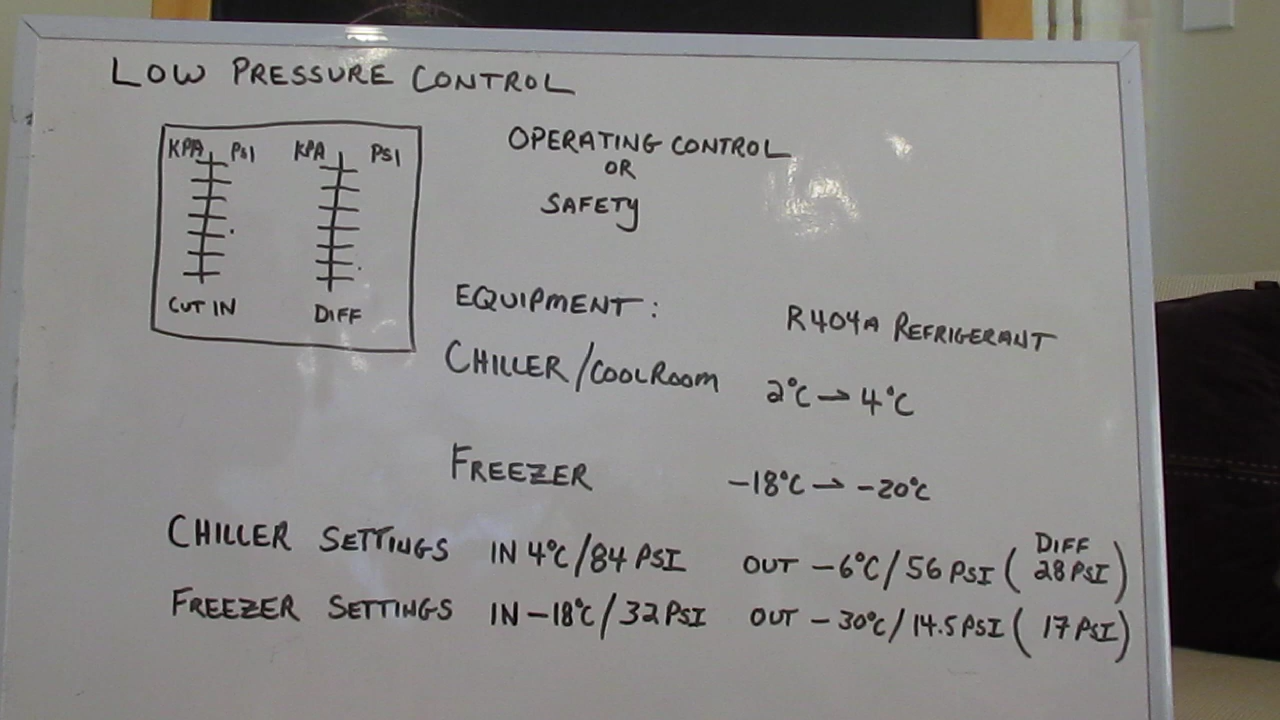 LOW PRESSURE CONTROL
KPA PSI KPA PSI
CUT IN DIFF
OPERATING CONTROL
OR
SAFETY
EQUIPMENT:
R404A REFRIGERANT
CHILLER/COOLROOM 2°C → 4°C
FREEZER -18°C → -20°C
CHILLER SETTINGS IN 4°C/84 PSI OUT -6°C/56 PSI (DIFF 28 PSI)
FREEZER SETTINGS IN -18°C/32 PSI OUT -30°C/14.5 PSI (17 PSI)